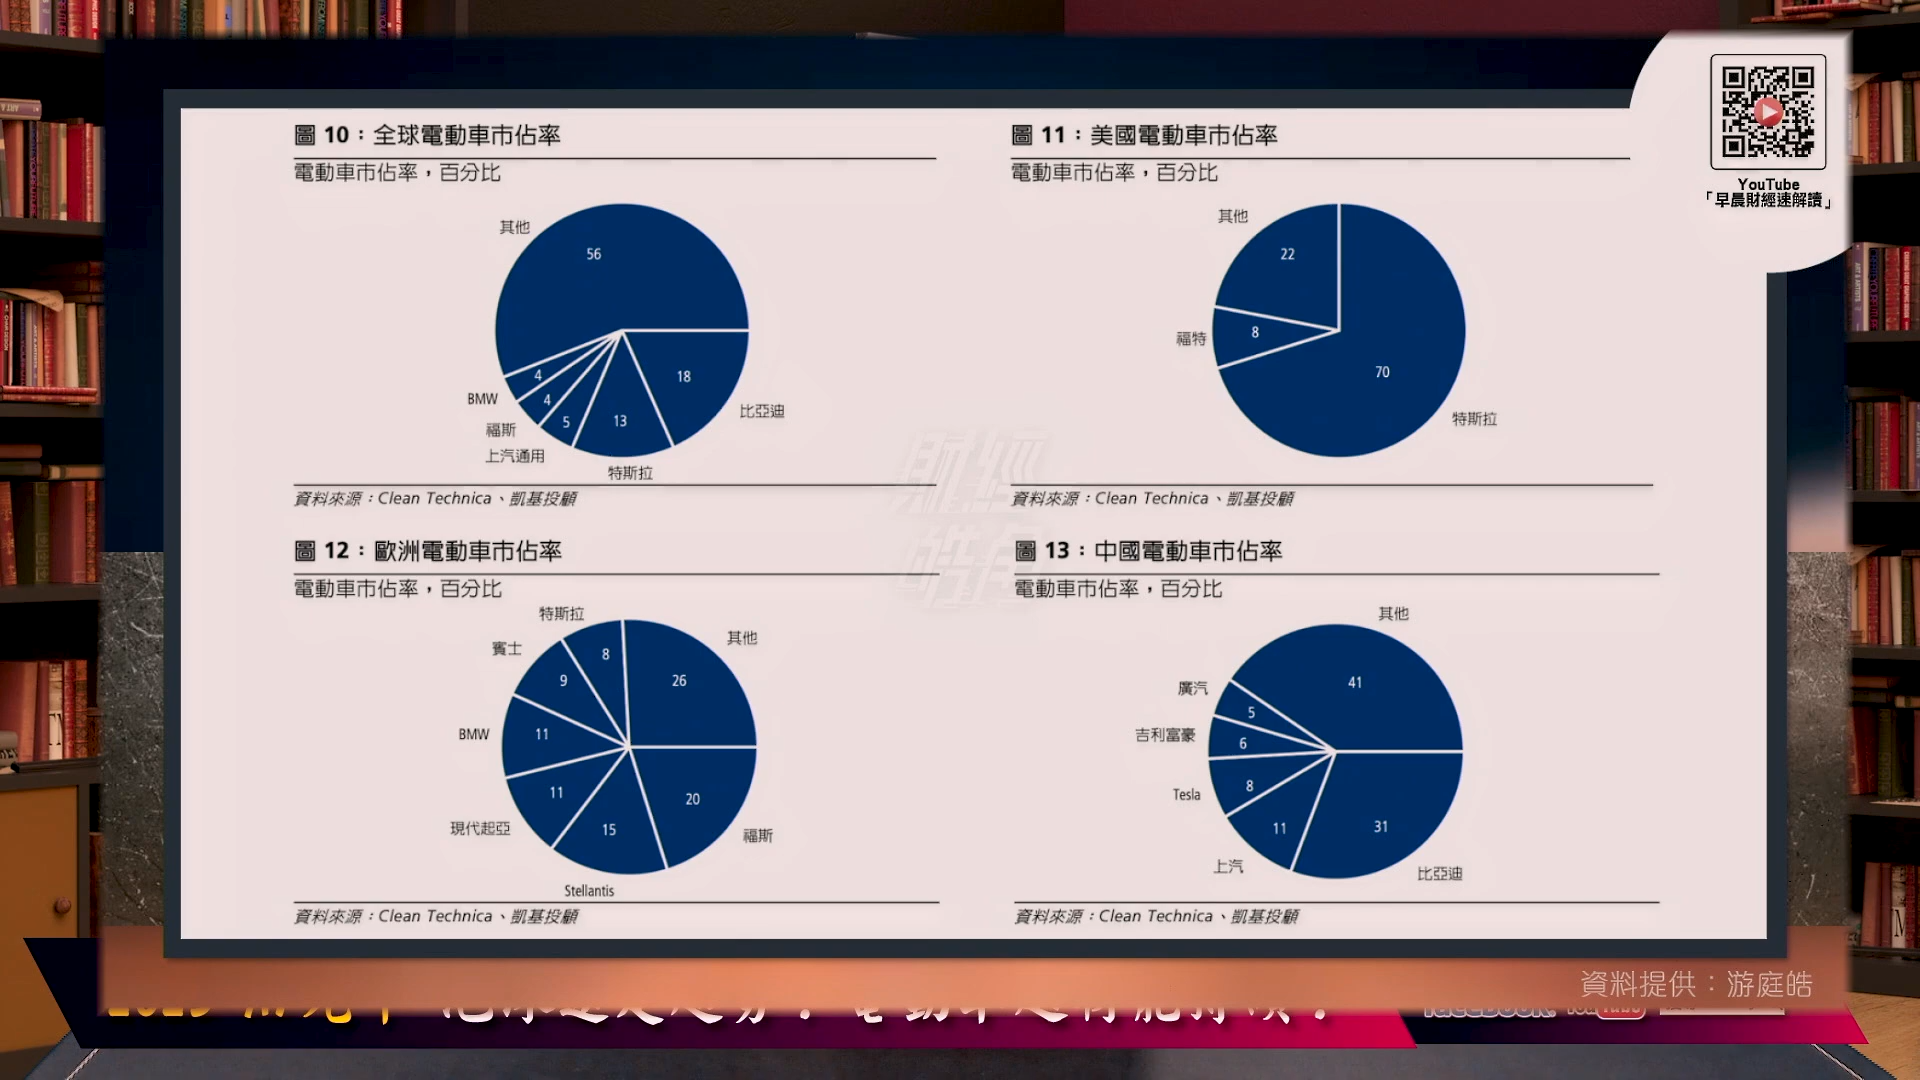 圖 10：全球電動車市佔率
電動車市佔率，百分比
其他
56
18
比亞迪
13
特斯拉
5
上汽通用
4
福斯
4
BMW
資料來源：Clean Technica、凱基投顧
圖 11：美國電動車市佔率
電動車市佔率，百分比
其他
22
福特
8
70
特斯拉
資料來源：Clean Technica、凱基投顧
圖 12：歐洲電動車市佔率
電動車市佔率，百分比
特斯拉
8
其他
26
賓士
9
BMW
11
現代起亞
11
Stellantis
15
20
福斯
資料來源：Clean Technica、凱基投顧
圖 13：中國電動車市佔率
電動車市佔率，百分比
其他
41
廣汽
5
吉利富豪
6
Tesla
8
上汽
11
31
比亞迪
資料來源：Clean Technica、凱基投顧
財經
皓角
YouTube
「早晨財經速解讀」
資料提供：游庭皓